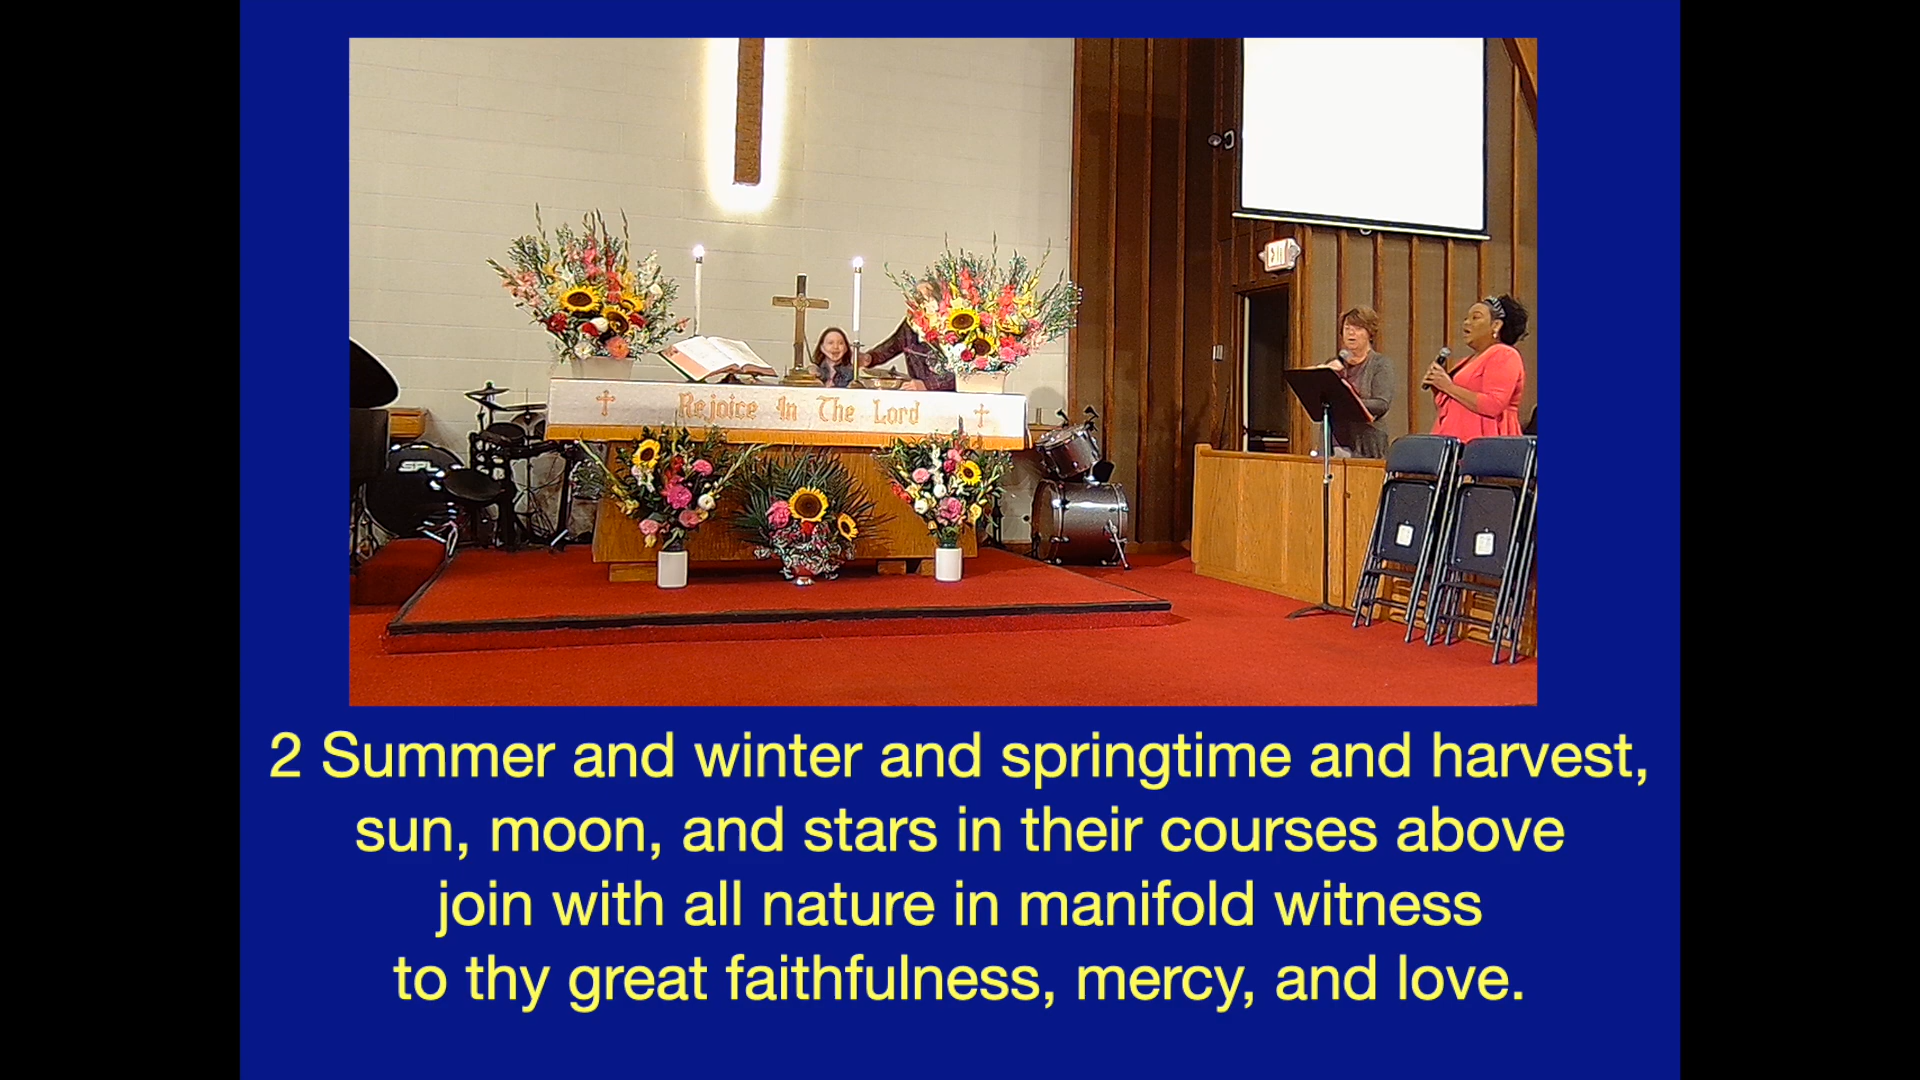 EXIT
Rejoice In The Lord
2 Summer and winter and springtime and harvest,
sun, moon, and stars in their courses above
join with all nature in manifold witness
to thy great faithfulness, mercy, and love.